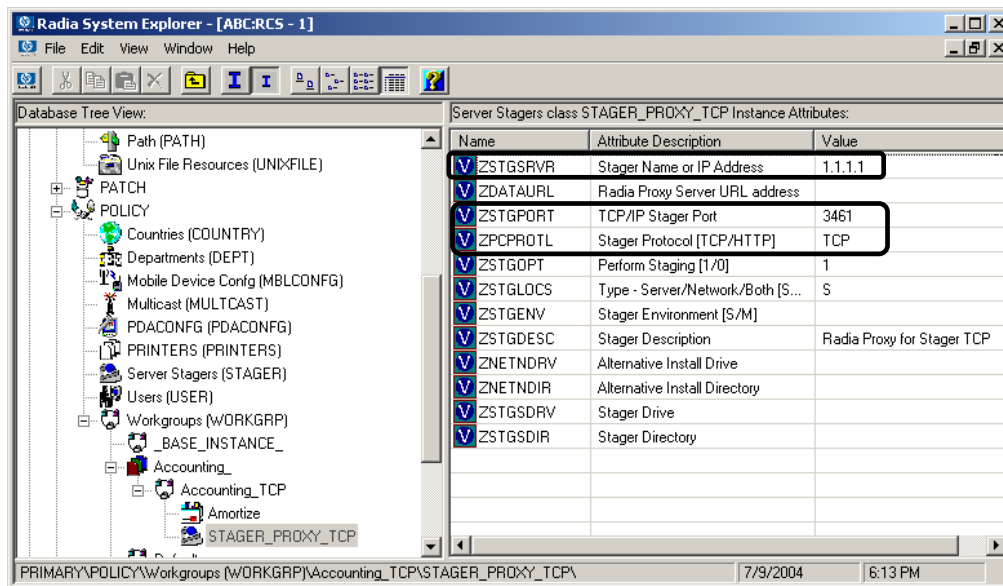 Radia System Explorer - [ABC:RCS - 1]
File Edit View Window Help
Database Tree View:
Path (PATH)
Unix File Resources (UNIXFILE)
PATCH
POLICY
Countries (COUNTRY)
Departments (DEPT)
Mobile Device Confg (MBLCONFG)
Multicast (MULTCAST)
PDACONFG (PDACONFG)
PRINTERS (PRINTERS)
Server Stagers (STAGER)
Users (USER)
Workgroups (WORKGRP)
_BASE_INSTANCE_
Accounting_
Accounting_TCP
Amortize
STAGER_PROXY_TCP
Server Stagers class STAGER_PROXY_TCP Instance Attributes:
Name Attribute Description Value
ZSTGSRVR Stager Name or IP Address 1.1.1.1
ZDATAURL Radia Proxy Server URL address
ZSTGPORT TCP/IP Stager Port 3461
ZPCPROTL Stager Protocol [TCP/HTTP] TCP
ZSTGOPT Perform Staging [1/0] 1
ZSTGLOCS Type - Server/Network/Both [S... S
ZSTGENV Stager Environment [S/M]
ZSTGDESC Stager Description Radia Proxy for Stager TCP
ZNETNDRV Alternative Install Drive
ZNETNDIR Alternative Install Directory
ZSTGSDRV Stager Drive
ZSTGSDIR Stager Directory
PRIMARY\POLICY\Workgroups (WORKGRP)\Accounting_TCP\STAGER_PROXY_TCP\ 7/9/2004 6:13 PM